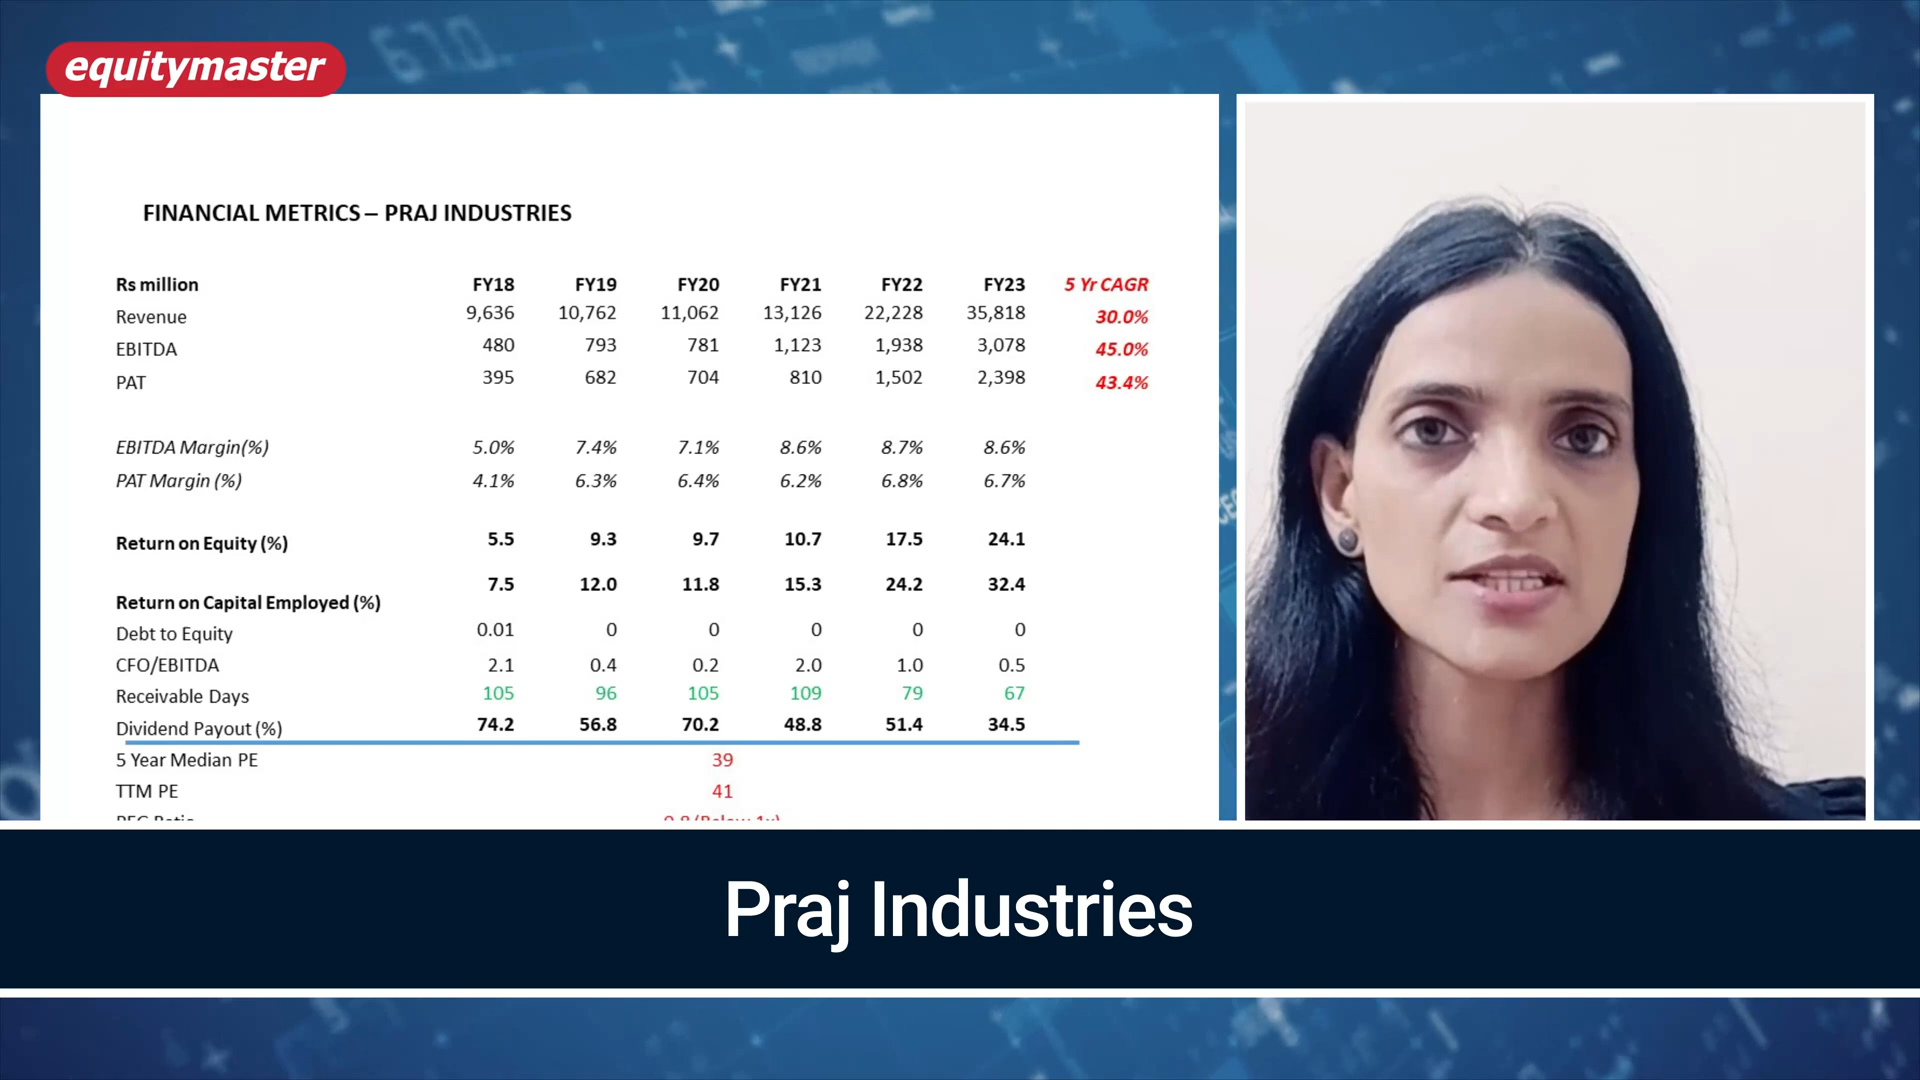 equitymaster
FINANCIAL METRICS – PRAJ INDUSTRIES
Rs million FY18 FY19 FY20 FY21 FY22 FY23 5 Yr CAGR
Revenue 9,636 10,762 11,062 13,126 22,228 35,818 30.0%
EBITDA 480 793 781 1,123 1,938 3,078 45.0%
PAT 395 682 704 810 1,502 2,398 43.4%
EBITDA Margin(%) 5.0% 7.4% 7.1% 8.6% 8.7% 8.6%
PAT Margin (%) 4.1% 6.3% 6.4% 6.2% 6.8% 6.7%
Return on Equity (%) 5.5 9.3 9.7 10.7 17.5 24.1
Return on Capital Employed (%) 7.5 12.0 11.8 15.3 24.2 32.4
Debt to Equity 0.01 0 0 0 0 0
CFO/EBITDA 2.1 0.4 0.2 2.0 1.0 0.5
Receivable Days 105 96 105 109 79 67
Dividend Payout (%) 74.2 56.8 70.2 48.8 51.4 34.5
5 Year Median PE 39
TTM PE 41
Praj Industries